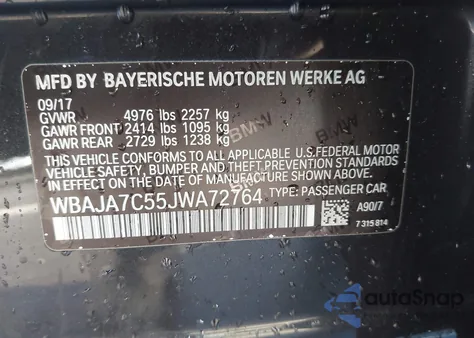 MFD BY BAYERISCHE MOTOREN WERKE AG
09/17
GVWR 4976 lbs 2257 kg
GAWR FRONT 2414 lbs 1095 kg
GAWR REAR 2729 lbs 1238 kg
THIS VEHICLE CONFORMS TO ALL APPLICABLE
U.S. FEDERAL MOTOR
VEHICLE SAFETY, BUMPER AND THEFT PREVENTION STANDARDS
IN EFFECT ON THE DATE OF MANUFACTURE SHOWN ABOVE.
WBAJA7C55JWA72764 TYPE: PASSENGER CAR
A90/7
7 315 814
BMW
BMW
autoSnap